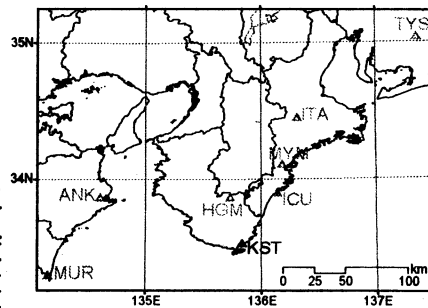 TYS
35N
ITA
MYM
34N
ANK
HGM
ICU
KST
MUR
0 25 50 100
km
135E 136E 137E